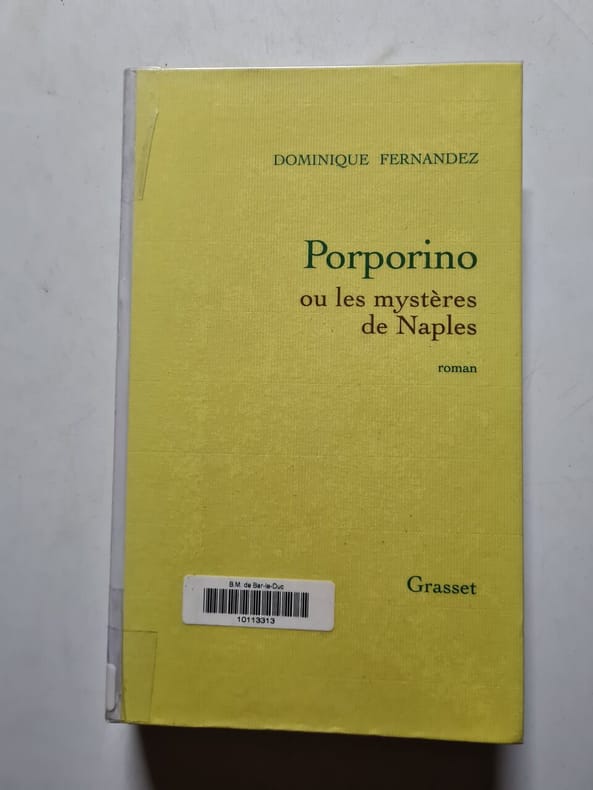 DOMINIQUE FERNANDEZ
Porporino
ou les mystères
de Naples
roman
Grasset
B.M. de Bar-le-Duc
10113313